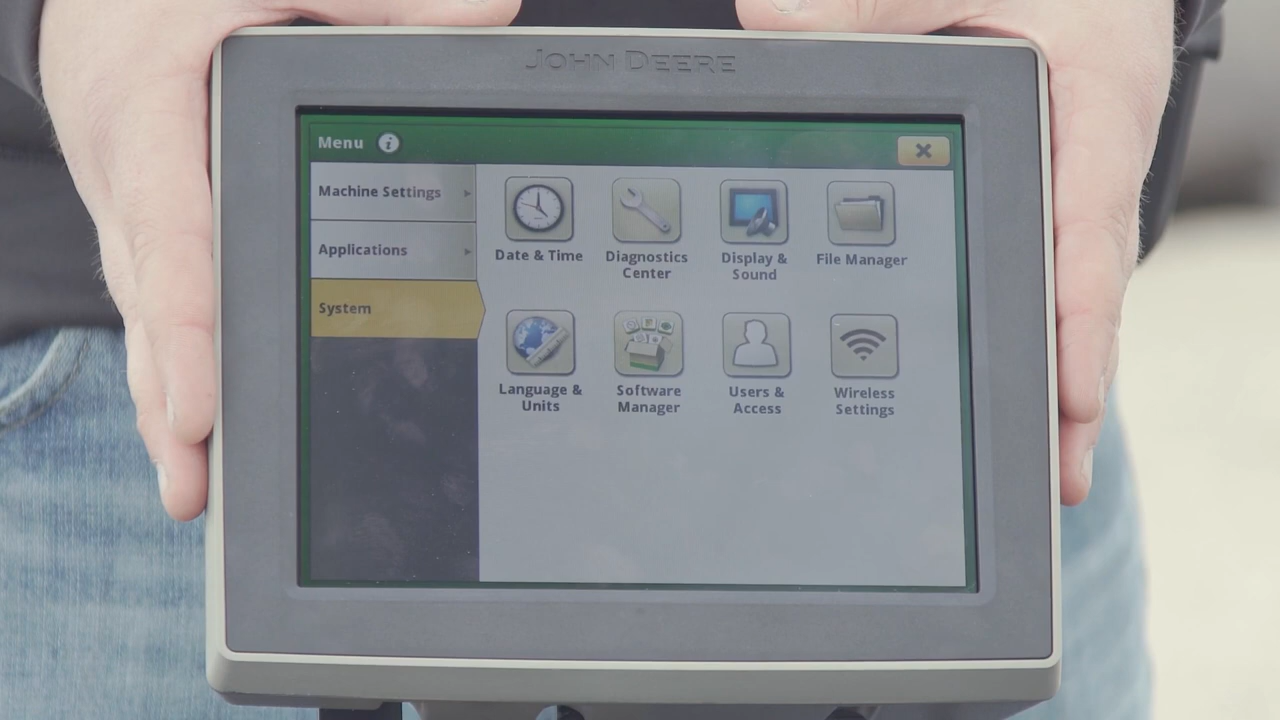 JOHN DEERE
Menu
Machine Settings
Applications
System
Date & Time
Diagnostics
Center
Display &
Sound
File Manager
Language &
Units
Software
Manager
Users &
Access
Wireless
Settings